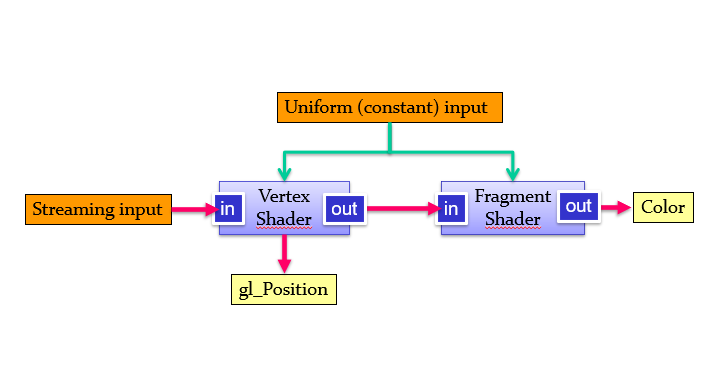 Uniform (constant) input
Streaming input
in
Vertex
Shader
out
in
Fragment
Shader
out
Color
gl_Position